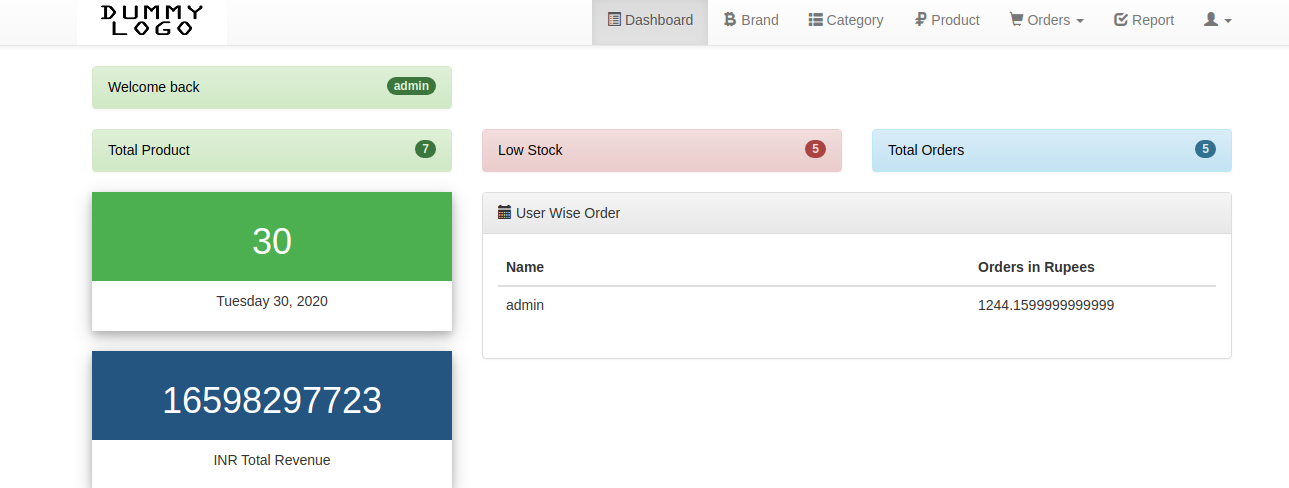 DUMMY
LOGO
Dashboard Brand Category Product Orders Report
Welcome back admin
Total Product 7 Low Stock 5 Total Orders 5
30
Tuesday 30, 2020
User Wise Order
Name Orders in Rupees
admin 1244.1599999999999
16598297723
INR Total Revenue